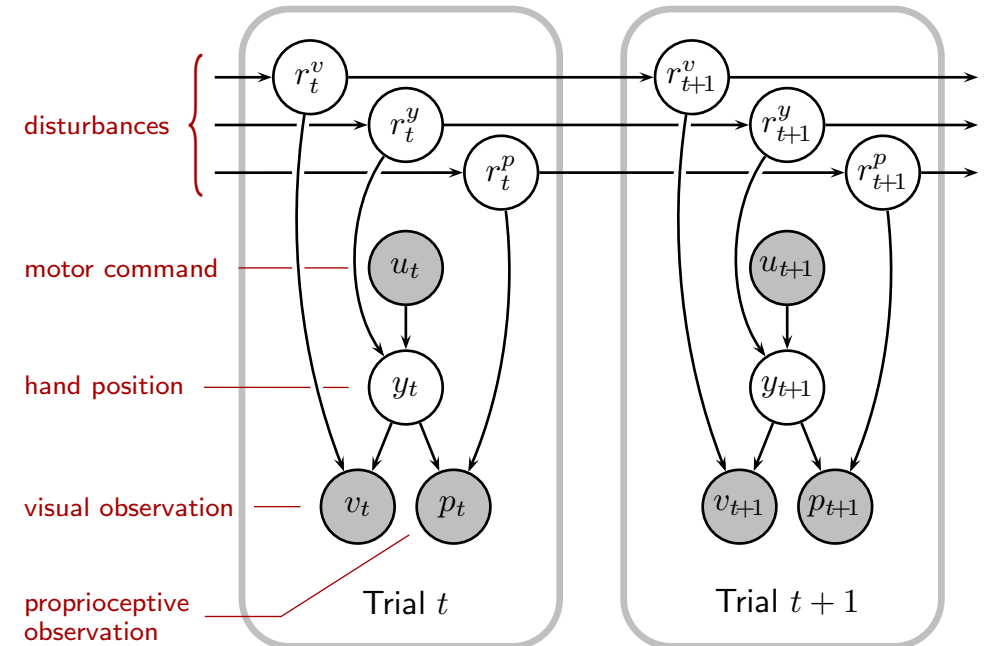 r_t^v
r_{t+1}^v
disturbances
r_t^y
r_{t+1}^y
r_t^p
r_{t+1}^p
motor command
u_t
u_{t+1}
hand position
y_t
y_{t+1}
visual observation
v_t
p_t
v_{t+1}
p_{t+1}
proprioceptive
observation
Trial t
Trial t + 1